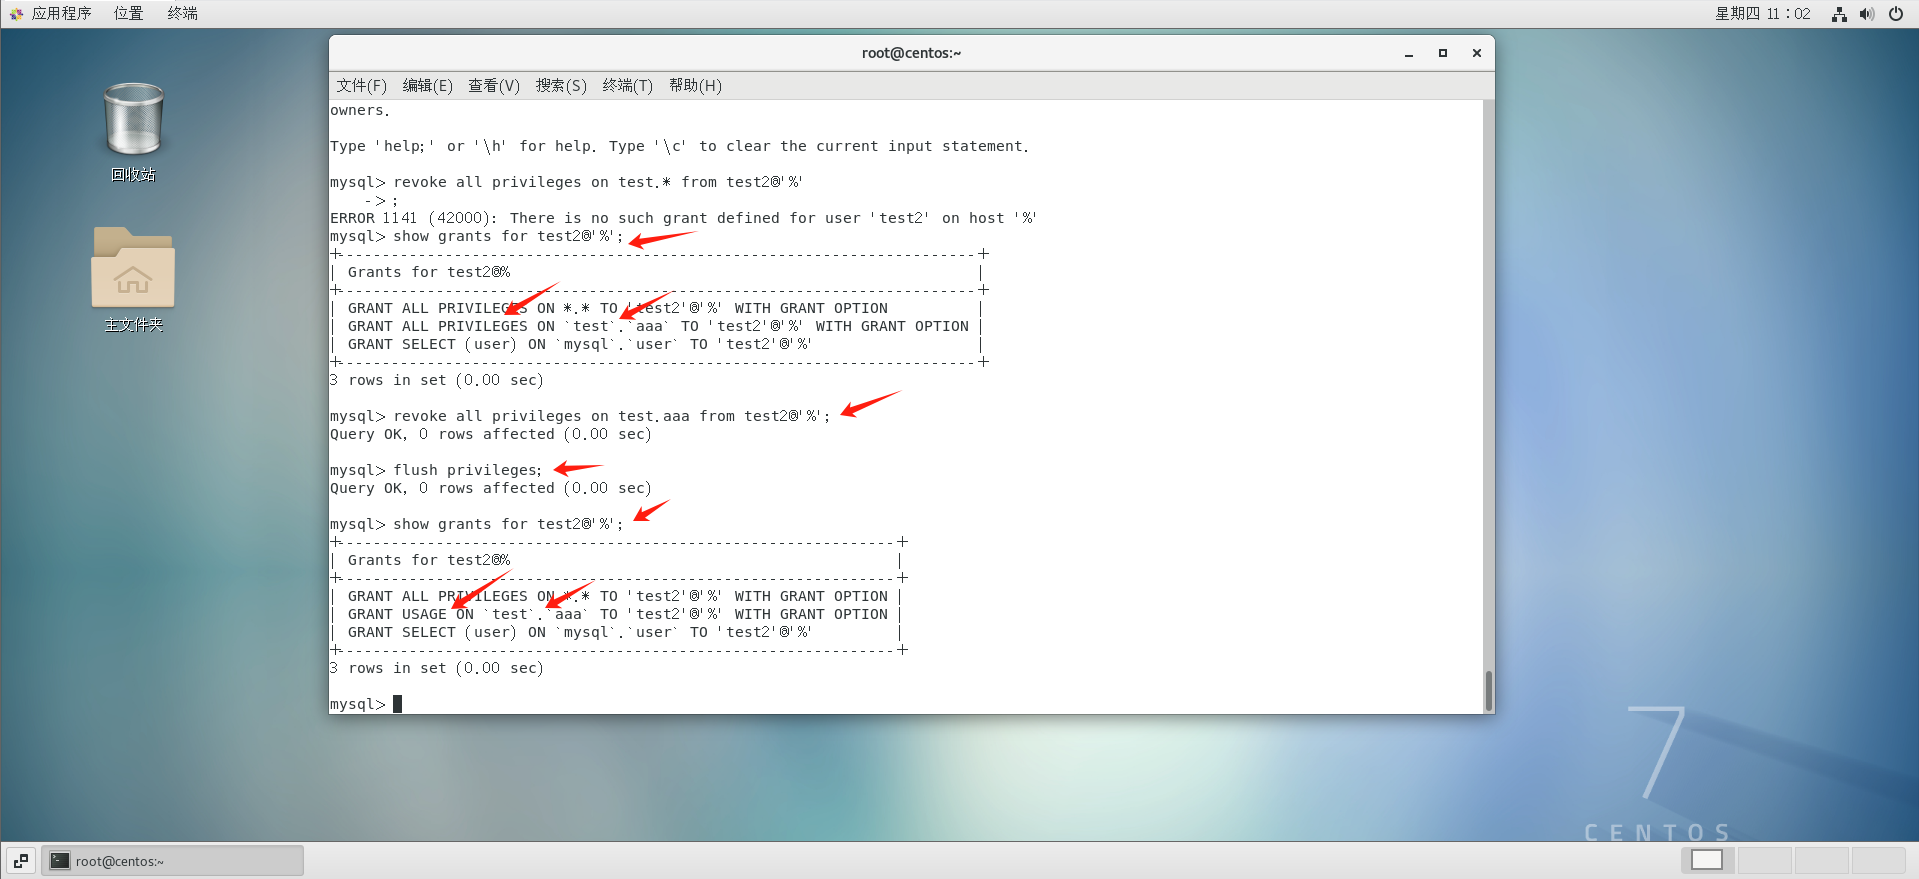 应用程序 位置 终端 星期四 11：02
root@centos:~
文件(F) 编辑(E) 查看(V) 搜索(S) 终端(T) 帮助(H)
回收站
主文件夹
owners.
Type 'help;' or '\h' for help. Type '\c' to clear the current input statement.
mysql> revoke all privileges on test.* from test2@'%'
    -> ;
ERROR 1141 (42000): There is no such grant defined for user 'test2' on host '%'
mysql> show grants for test2@'%';
+-----------------------------------------------------------------------+
| Grants for test2@%                                                    |
+-----------------------------------------------------------------------+
| GRANT ALL PRIVILEGES ON *.* TO 'test2'@'%' WITH GRANT OPTION          |
| GRANT ALL PRIVILEGES ON `test`.`aaa` TO 'test2'@'%' WITH GRANT OPTION |
| GRANT SELECT (user) ON `mysql`.`user` TO 'test2'@'%'                  |
+-----------------------------------------------------------------------+
3 rows in set (0.00 sec)
mysql> revoke all privileges on test.aaa from test2@'%';
Query OK, 0 rows affected (0.00 sec)
mysql> flush privileges;
Query OK, 0 rows affected (0.00 sec)
mysql> show grants for test2@'%';
+--------------------------------------------------------------+
| Grants for test2@%                                           |
+--------------------------------------------------------------+
| GRANT ALL PRIVILEGES ON *.* TO 'test2'@'%' WITH GRANT OPTION |
| GRANT USAGE ON `test`.`aaa` TO 'test2'@'%' WITH GRANT OPTION |
| GRANT SELECT (user) ON `mysql`.`user` TO 'test2'@'%'         |
+--------------------------------------------------------------+
3 rows in set (0.00 sec)
mysql>
7
CENTOS
root@centos:~